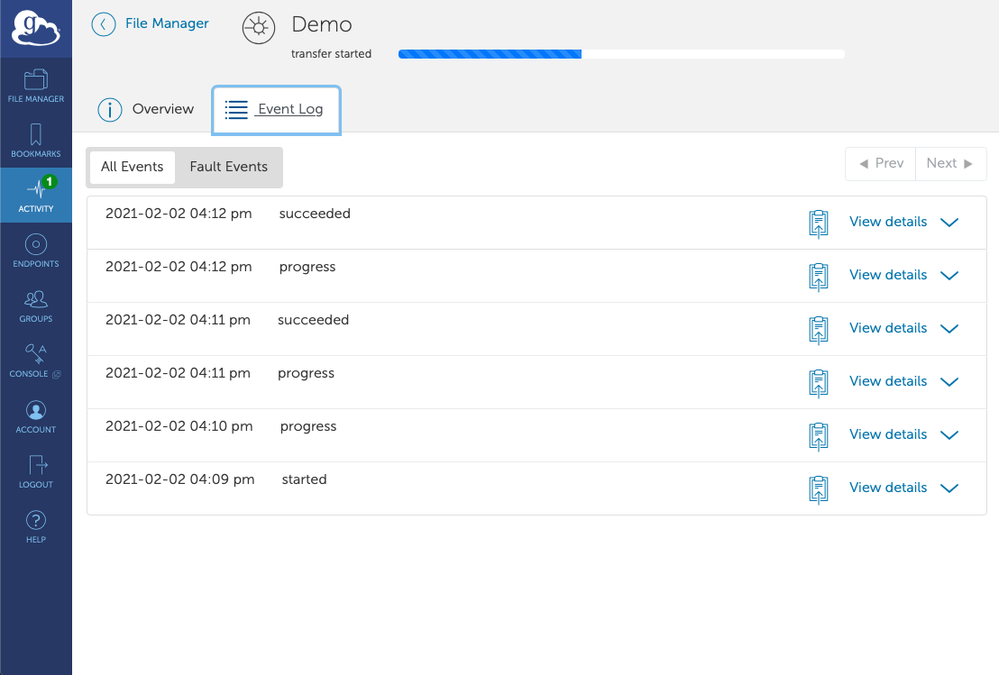 g
File Manager
Demo
transfer started
FILE MANAGER
BOOKMARKS
1
ACTIVITY
ENDPOINTS
GROUPS
CONSOLE
ACCOUNT
LOGOUT
?
HELP
i Overview
Event Log
All Events
Fault Events
◀ Prev
Next ▶
2021-02-02 04:12 pm succeeded View details
2021-02-02 04:12 pm progress View details
2021-02-02 04:11 pm succeeded View details
2021-02-02 04:11 pm progress View details
2021-02-02 04:10 pm progress View details
2021-02-02 04:09 pm started View details